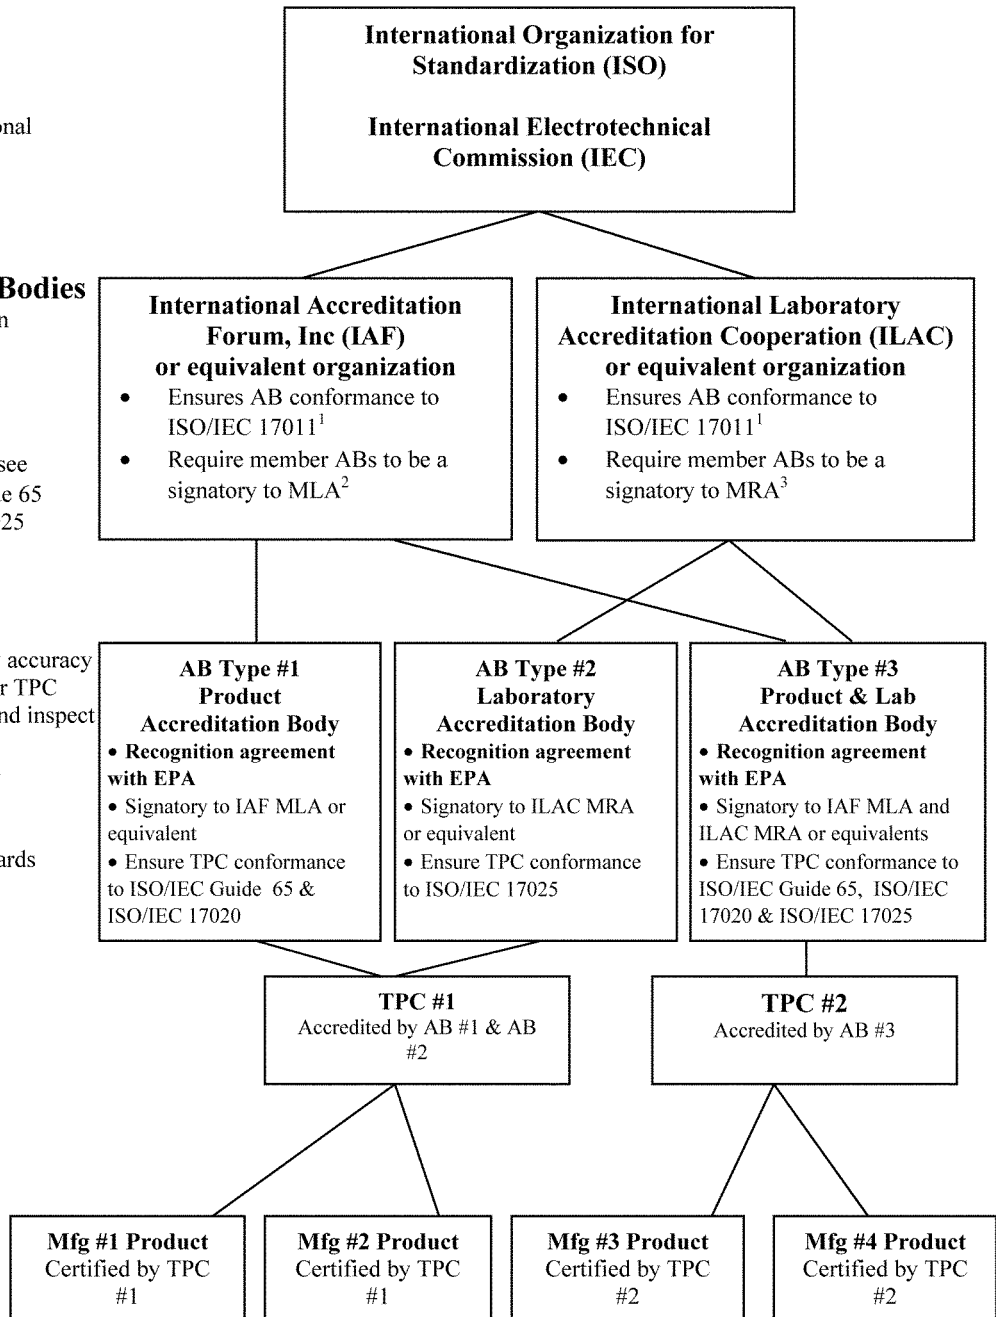 International Organization for
Standardization (ISO)
International Electrotechnical
Commission (IEC)
onal
Bodies
n
see
e 65
25
accuracy
r TPC
nd inspect
ards
International Accreditation
Forum, Inc (IAF)
or equivalent organization
• Ensures AB conformance to
ISO/IEC 17011¹
• Require member ABs to be a
signatory to MLA²
International Laboratory
Accreditation Cooperation (ILAC)
or equivalent organization
• Ensures AB conformance to
ISO/IEC 17011¹
• Require member ABs to be a
signatory to MRA³
AB Type #1
Product
Accreditation Body
• Recognition agreement
with EPA
• Signatory to IAF MLA or
equivalent
• Ensure TPC conformance
to ISO/IEC Guide 65 &
ISO/IEC 17020
AB Type #2
Laboratory
Accreditation Body
• Recognition agreement
with EPA
• Signatory to ILAC MRA
or equivalent
• Ensure TPC conformance
to ISO/IEC 17025
AB Type #3
Product & Lab
Accreditation Body
• Recognition agreement
with EPA
• Signatory to IAF MLA and
ILAC MRA or equivalents
• Ensure TPC conformance to
ISO/IEC Guide 65, ISO/IEC
17020 & ISO/IEC 17025
TPC #1
Accredited by AB #1 & AB
#2
TPC #2
Accredited by AB #3
Mfg #1 Product
Certified by TPC
#1
Mfg #2 Product
Certified by TPC
#1
Mfg #3 Product
Certified by TPC
#2
Mfg #4 Product
Certified by TPC
#2